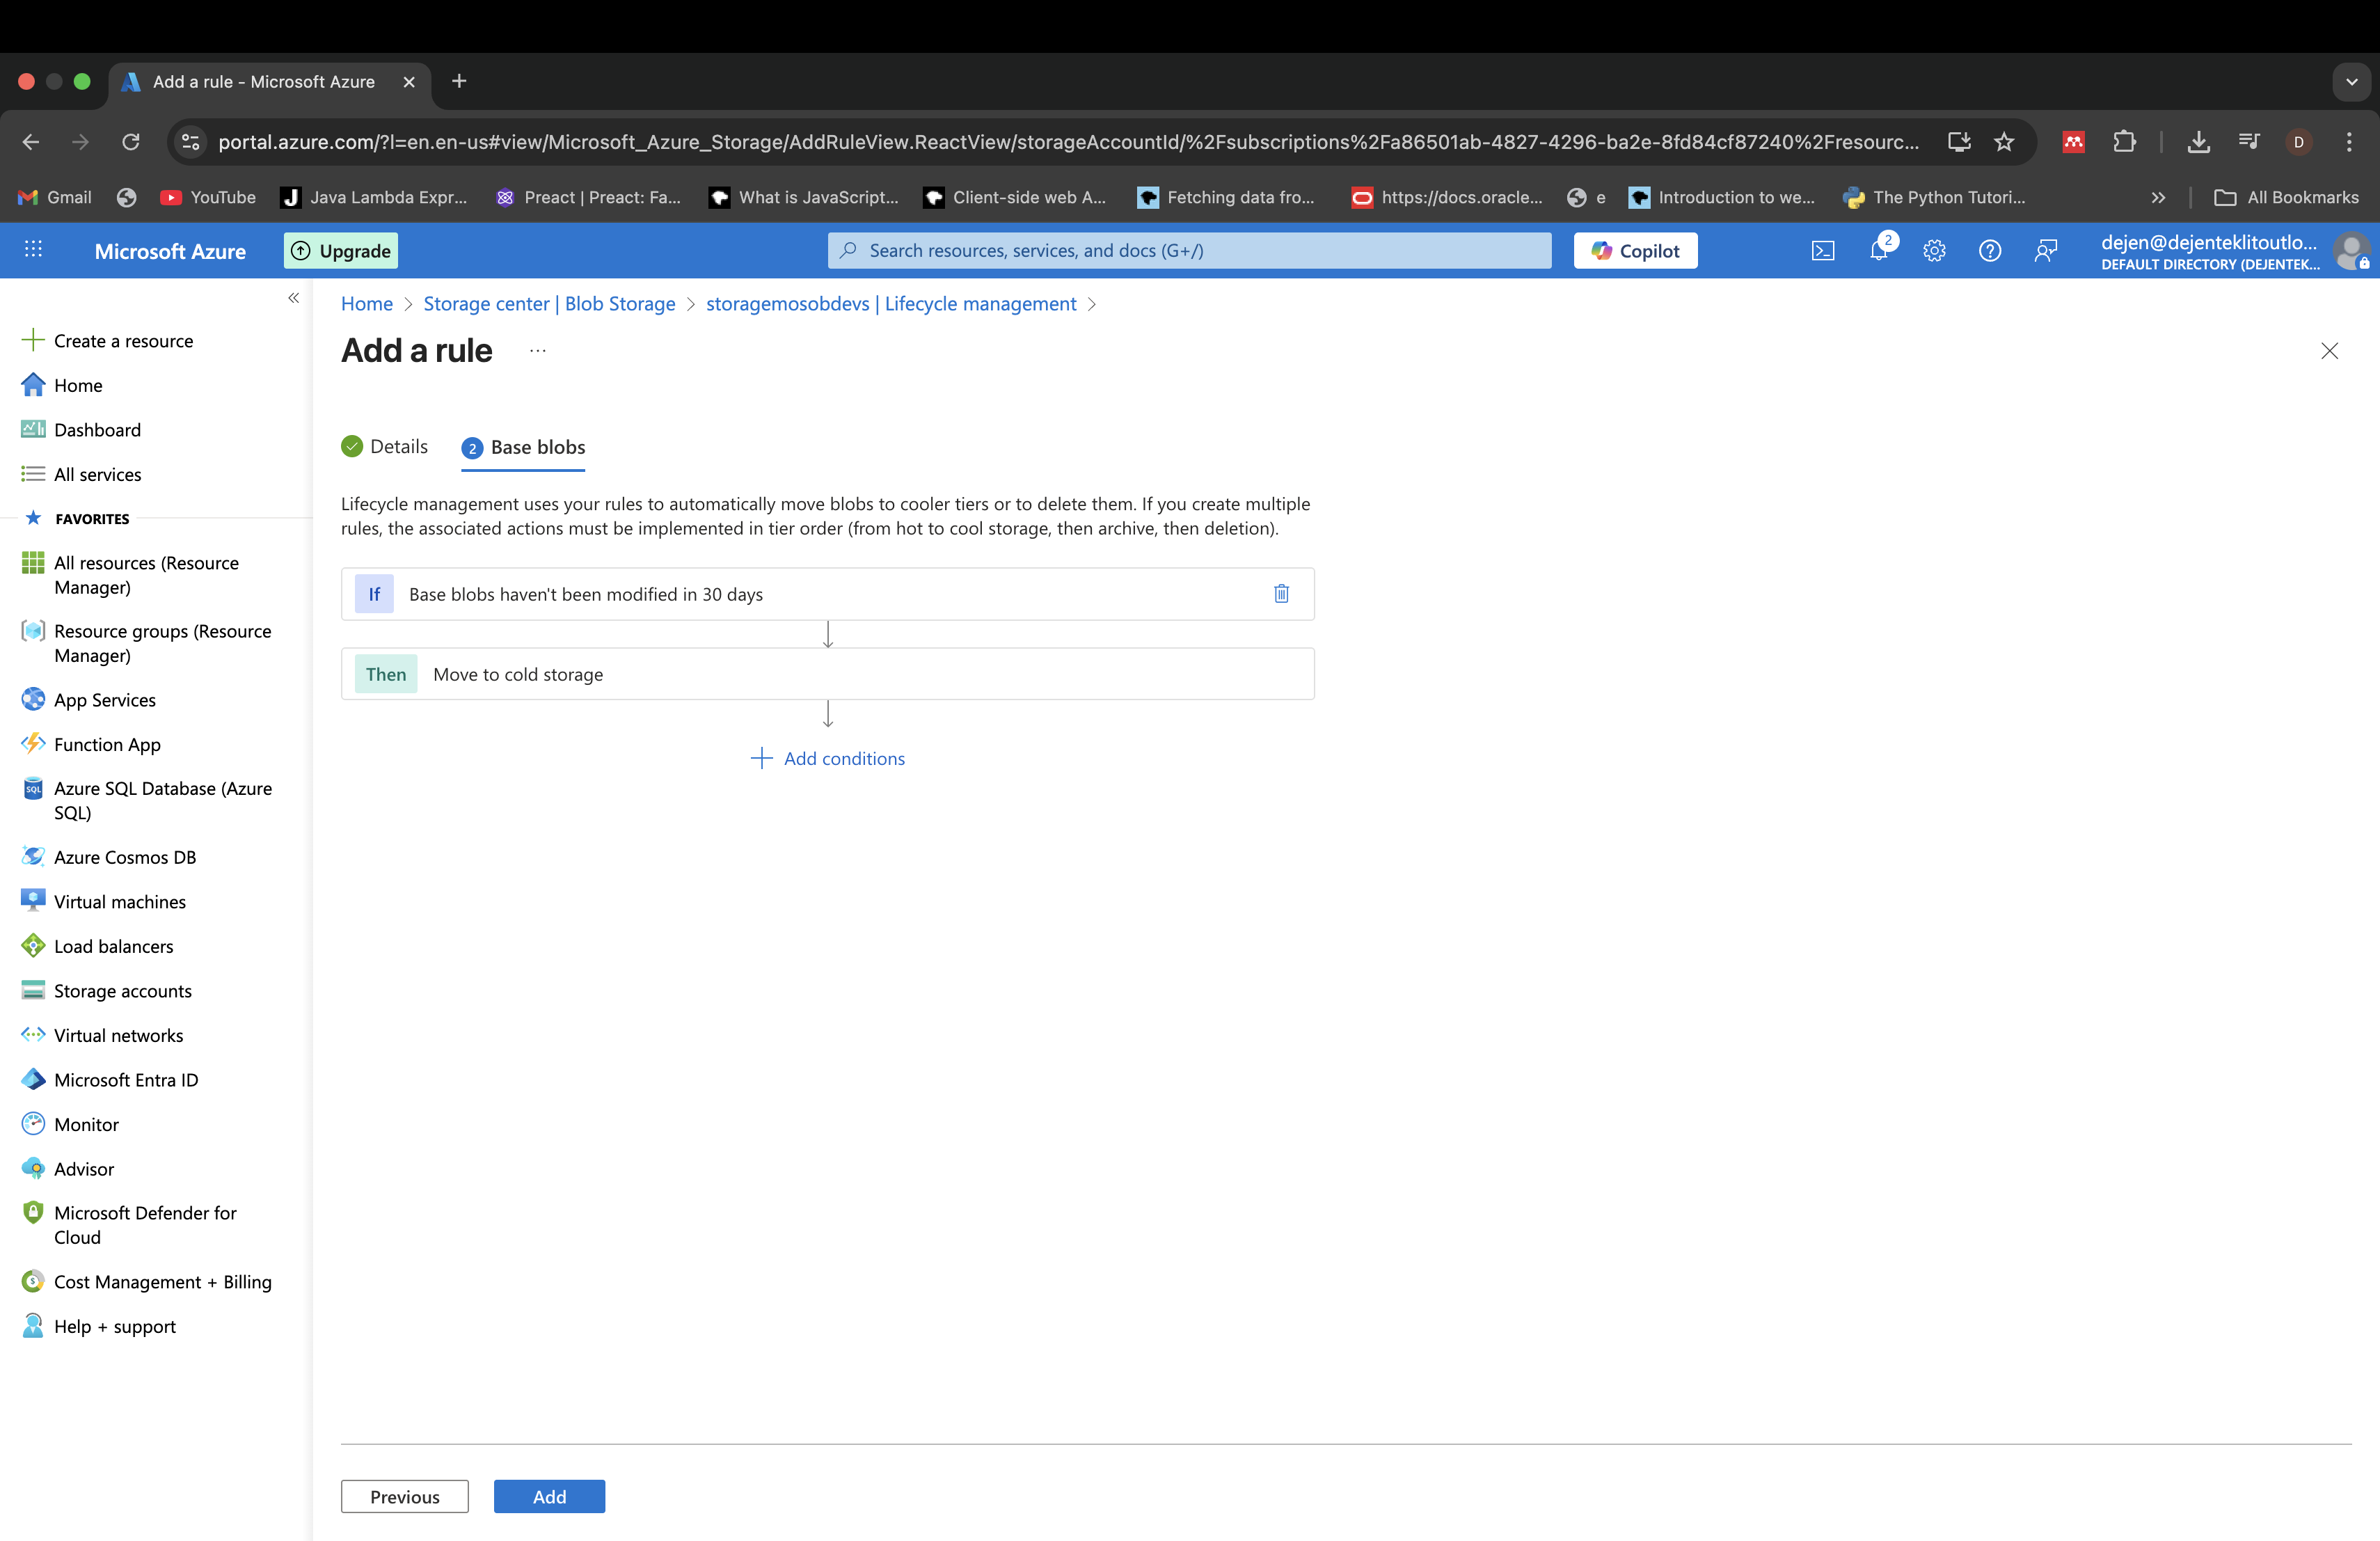 Add a rule - Microsoft Azure
portal.azure.com/?l=en.en-us#view/Microsoft_Azure_Storage/AddRuleView.ReactView/storageAccountId/%2Fsubscriptions%2Fa86501ab-4827-4296-ba2e-8fd84cf87240%2Fresourc...
D
Gmail
YouTube
J
Java Lambda Expr...
Preact | Preact: Fa...
What is JavaScript...
Client-side web A...
Fetching data fro...
https://docs.oracle...
e
Introduction to we...
The Python Tutori...
»
All Bookmarks
Microsoft Azure
Upgrade
Search resources, services, and docs (G+/)
Copilot
2
dejen@dejenteklitoutlo...
DEFAULT DIRECTORY (DEJENTEK...
«
Create a resource
Home
Dashboard
All services
FAVORITES
All resources (Resource
Manager)
Resource groups (Resource
Manager)
App Services
Function App
SQL
Azure SQL Database (Azure
SQL)
Azure Cosmos DB
Virtual machines
Load balancers
Storage accounts
Virtual networks
Microsoft Entra ID
Monitor
Advisor
Microsoft Defender for
Cloud
Cost Management + Billing
Help + support
Home > Storage center | Blob Storage > storagemosobdevs | Lifecycle management >
Add a rule ...
Details
2 Base blobs
Lifecycle management uses your rules to automatically move blobs to cooler tiers or to delete them. If you create multiple
rules, the associated actions must be implemented in tier order (from hot to cool storage, then archive, then deletion).
If Base blobs haven't been modified in 30 days
Then Move to cold storage
Add conditions
Previous
Add